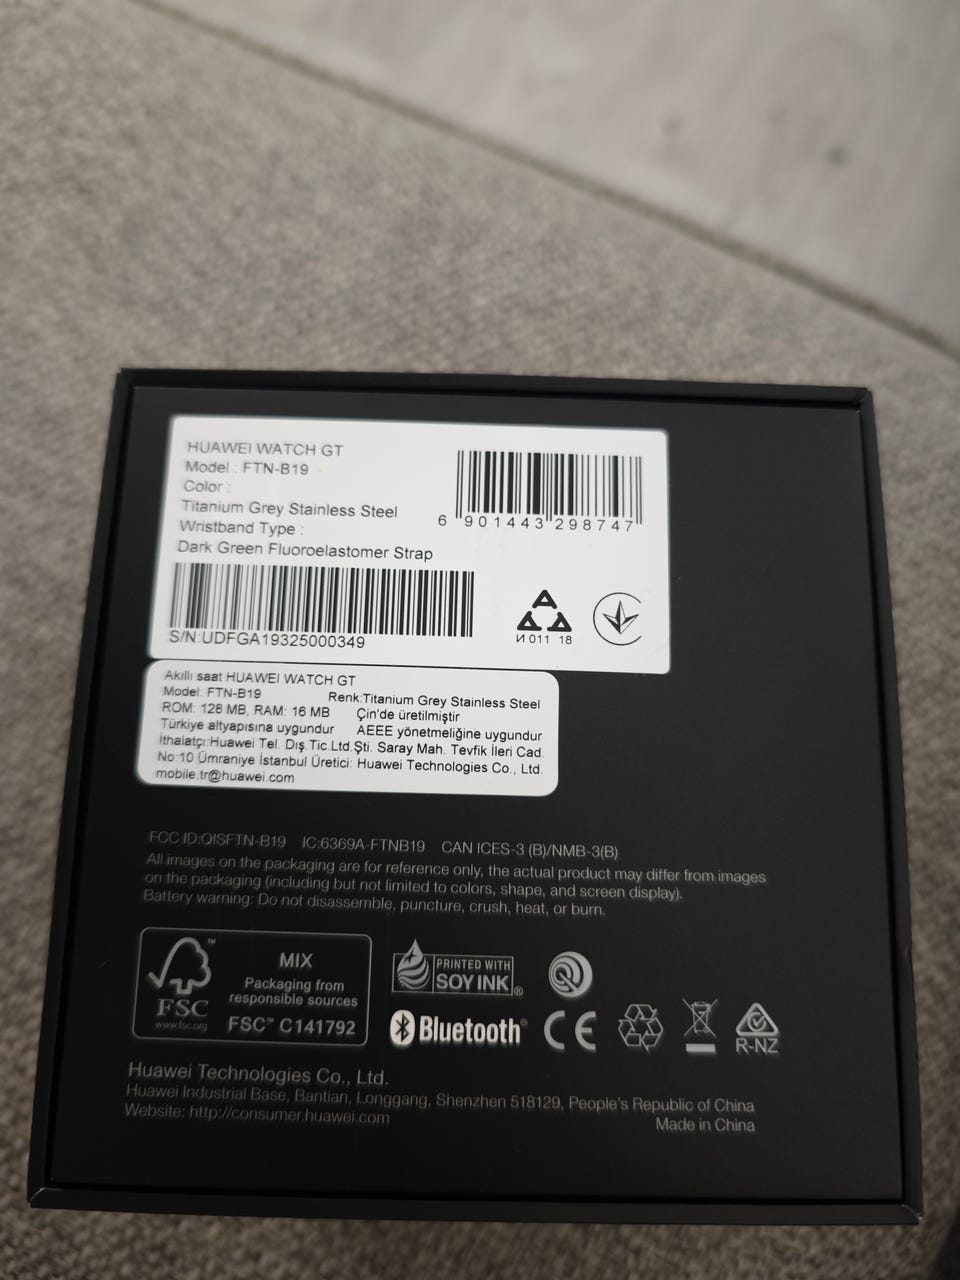 HUAWEI WATCH GT
Model : FTN-B19
Color :
Titanium Grey Stainless Steel
Wristband Type :
Dark Green Fluoroelastomer Strap
6 901443 298747
S/N:UDFGA19325000349
И 011 18
Akıllı saat HUAWEI WATCH GT
Model: FTN-B19 Renk:Titanium Grey Stainless Steel
ROM: 128 MB, RAM: 16 MB Çin'de üretilmiştir
Türkiye altyapısına uygundur AEEE yönetmeliğine uygundur
İthalatçı:Huawei Tel. Dış.Tic.Ltd.Şti. Saray Mah. Tevfik İleri Cad.
No:10 Ümraniye İstanbul Üretici: Huawei Technologies Co., Ltd.
mobile.tr@huawei.com
FCC ID:QISFTN-B19 IC:6369A-FTNB19 CAN ICES-3 (B)/NMB-3(B)
All images on the packaging are for reference only, the actual product may differ from images
on the packaging (including but not limited to colors, shape, and screen display).
Battery warning: Do not disassemble, puncture, crush, heat, or burn.
FSC™
www.fsc.org
MIX
Packaging from
responsible sources
FSC™ C141792
PRINTED WITH
SOY INK®
Bluetooth®
CE
R-NZ
Huawei Technologies Co., Ltd.
Huawei Industrial Base, Bantian, Longgang, Shenzhen 518129, People's Republic of China
Website: http://consumer.huawei.com
Made in China